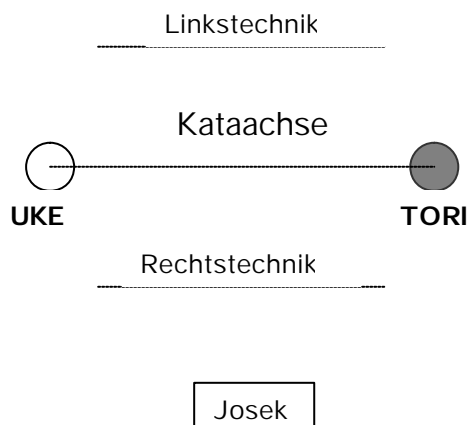 Linkstechnik
Kataachse
UKE TORI
Rechtstechnik
Josek